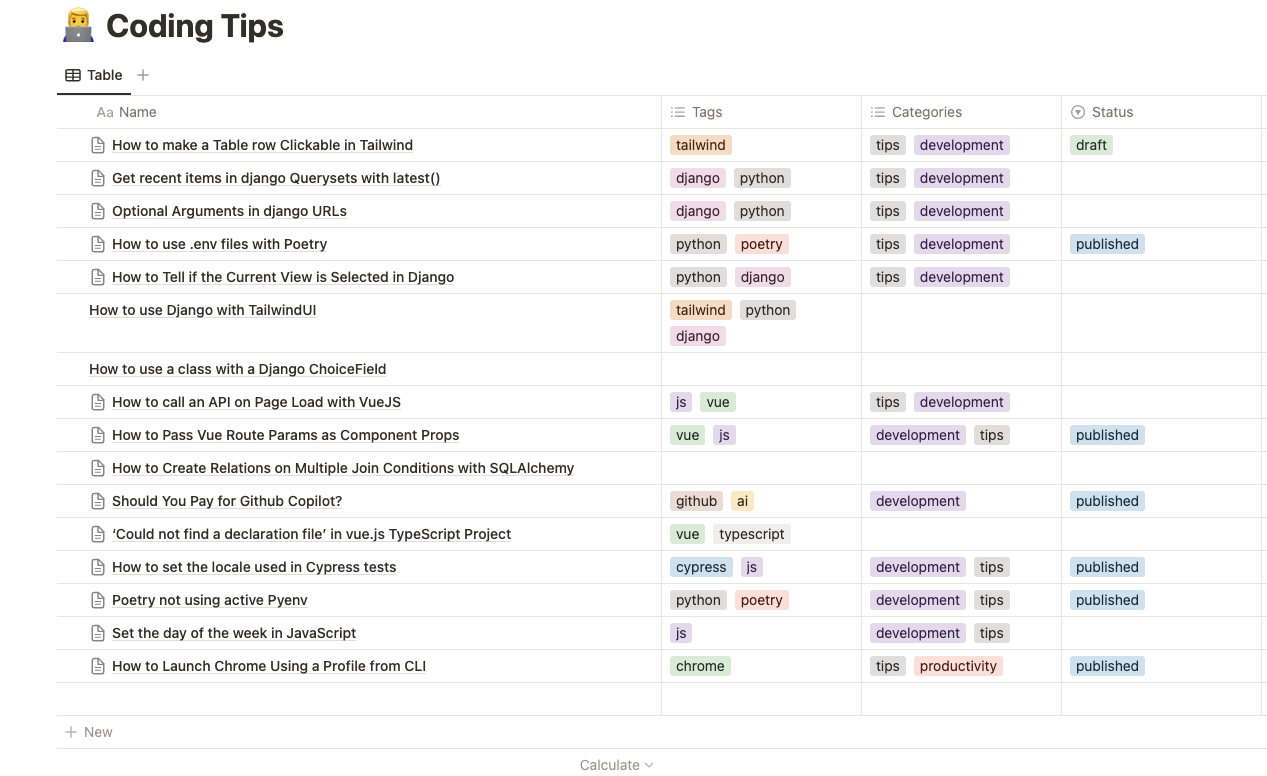 Coding Tips
Table
Aa Name Tags Categories Status
How to make a Table row Clickable in Tailwind tailwind tips development draft
Get recent items in django Querysets with latest() django python tips development
Optional Arguments in django URLs django python tips development
How to use .env files with Poetry python poetry tips development published
How to Tell if the Current View is Selected in Django python django tips development
How to use Django with TailwindUI tailwind python
django
How to use a class with a Django ChoiceField
How to call an API on Page Load with VueJS js vue tips development
How to Pass Vue Route Params as Component Props vue js development tips published
How to Create Relations on Multiple Join Conditions with SQLAlchemy
Should You Pay for Github Copilot? github ai development published
‘Could not find a declaration file’ in vue.js TypeScript Project vue typescript
How to set the locale used in Cypress tests cypress js development tips published
Poetry not using active Pyenv python poetry development tips published
Set the day of the week in JavaScript js development tips
How to Launch Chrome Using a Profile from CLI chrome tips productivity published
New
Calculate